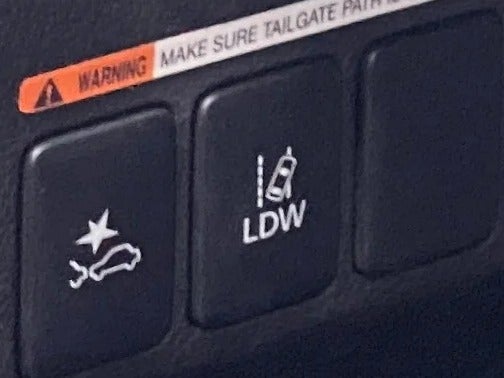 WARNING MAKE SURE TAILGATE PATH
LDW